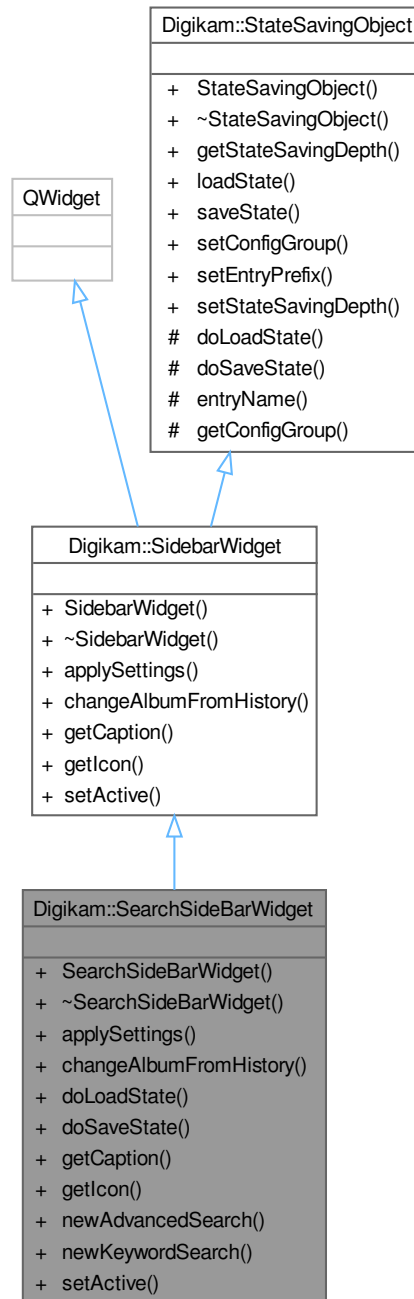 Digikam::StateSavingObject
+ StateSavingObject()
+ ~StateSavingObject()
+ getStateSavingDepth()
+ loadState()
+ saveState()
+ setConfigGroup()
+ setEntryPrefix()
+ setStateSavingDepth()
# doLoadState()
# doSaveState()
# entryName()
# getConfigGroup()
QWidget
Digikam::SidebarWidget
+ SidebarWidget()
+ ~SidebarWidget()
+ applySettings()
+ changeAlbumFromHistory()
+ getCaption()
+ getIcon()
+ setActive()
Digikam::SearchSideBarWidget
+ SearchSideBarWidget()
+ ~SearchSideBarWidget()
+ applySettings()
+ changeAlbumFromHistory()
+ doLoadState()
+ doSaveState()
+ getCaption()
+ getIcon()
+ newAdvancedSearch()
+ newKeywordSearch()
+ setActive()